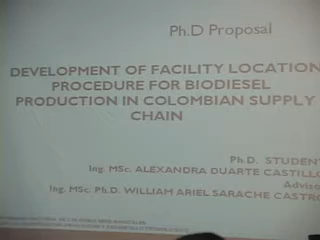 Ph.D Proposal
DEVELOPMENT OF FACILITY LOCATION
PROCEDURE FOR BIODIESEL
PRODUCTION IN COLOMBIAN SUPPLY
CHAIN
Ph.D. STUDENT
Ing. MSc. ALEXANDRA DUARTE CASTILLO
Advisor
Ing. MSc. Ph.D. WILLIAM ARIEL SARACHE CASTRO